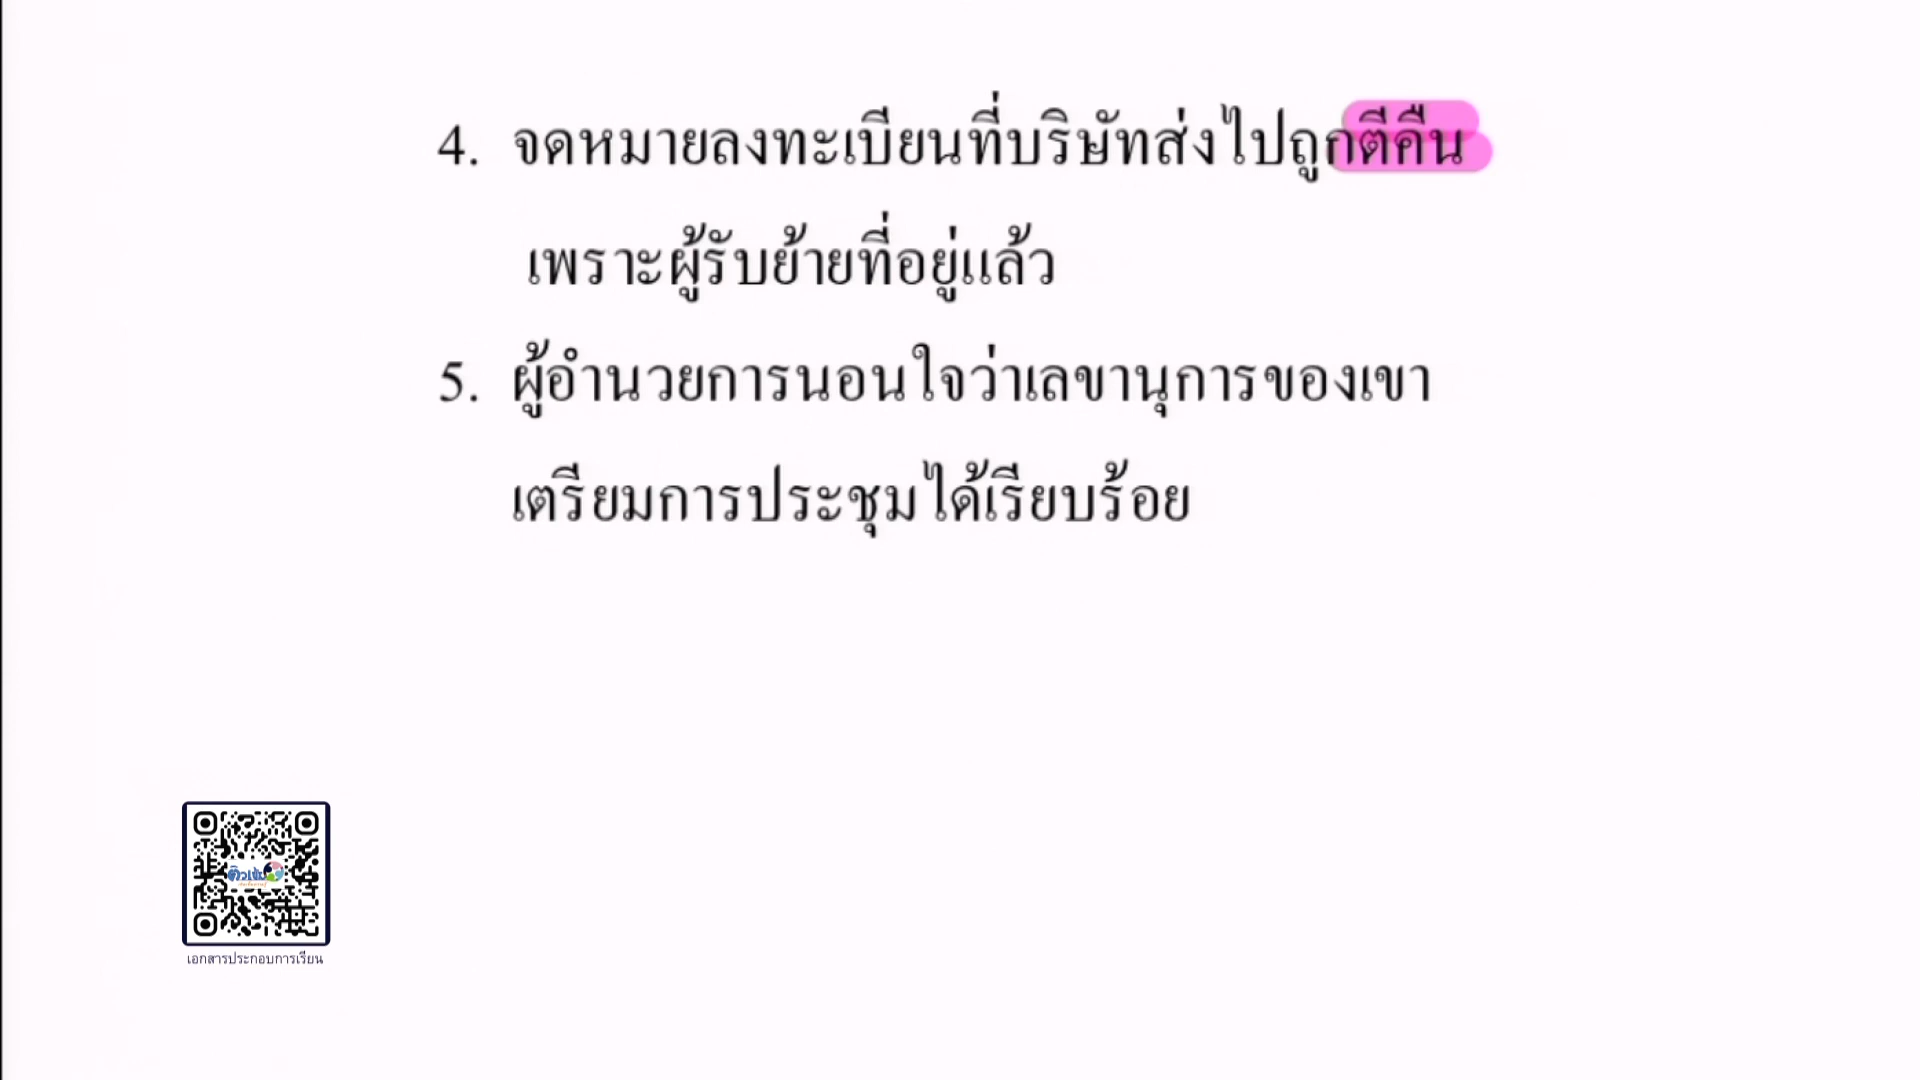 4. จดหมายลงทะเบียนที่บริษัทส่งไปถูกตีคืน
เพราะผู้รับย้ายที่อยู่แล้ว
5. ผู้อำนวยการนอนใจว่าเลขานุการของเขา
เตรียมการประชุมได้เรียบร้อย
ติวเข้ม
เอกสารประกอบการเรียน